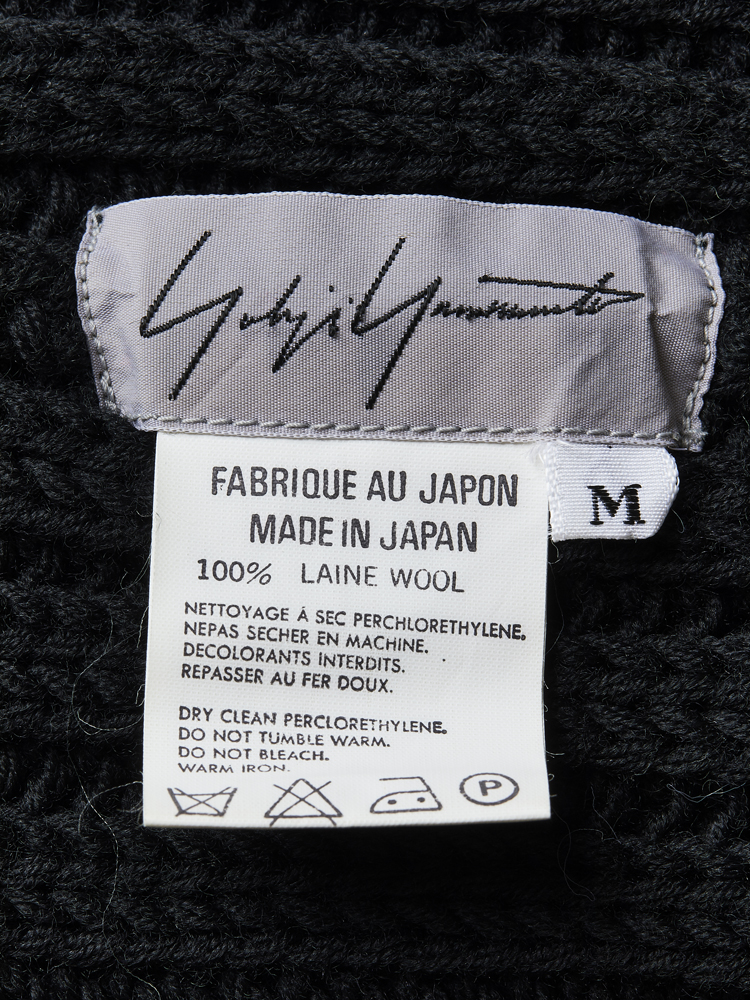 Yohji Yamamoto
FABRIQUE AU JAPON
MADE IN JAPAN
100% LAINE WOOL
M
NETTOYAGE À SEC PERCHLORETHYLENE.
NEPAS SECHER EN MACHINE.
DECOLORANTS INTERDITS.
REPASSER AU FER DOUX.
DRY CLEAN PERCLORETHYLENE.
DO NOT TUMBLE WARM.
DO NOT BLEACH.
WARM IRON.
P